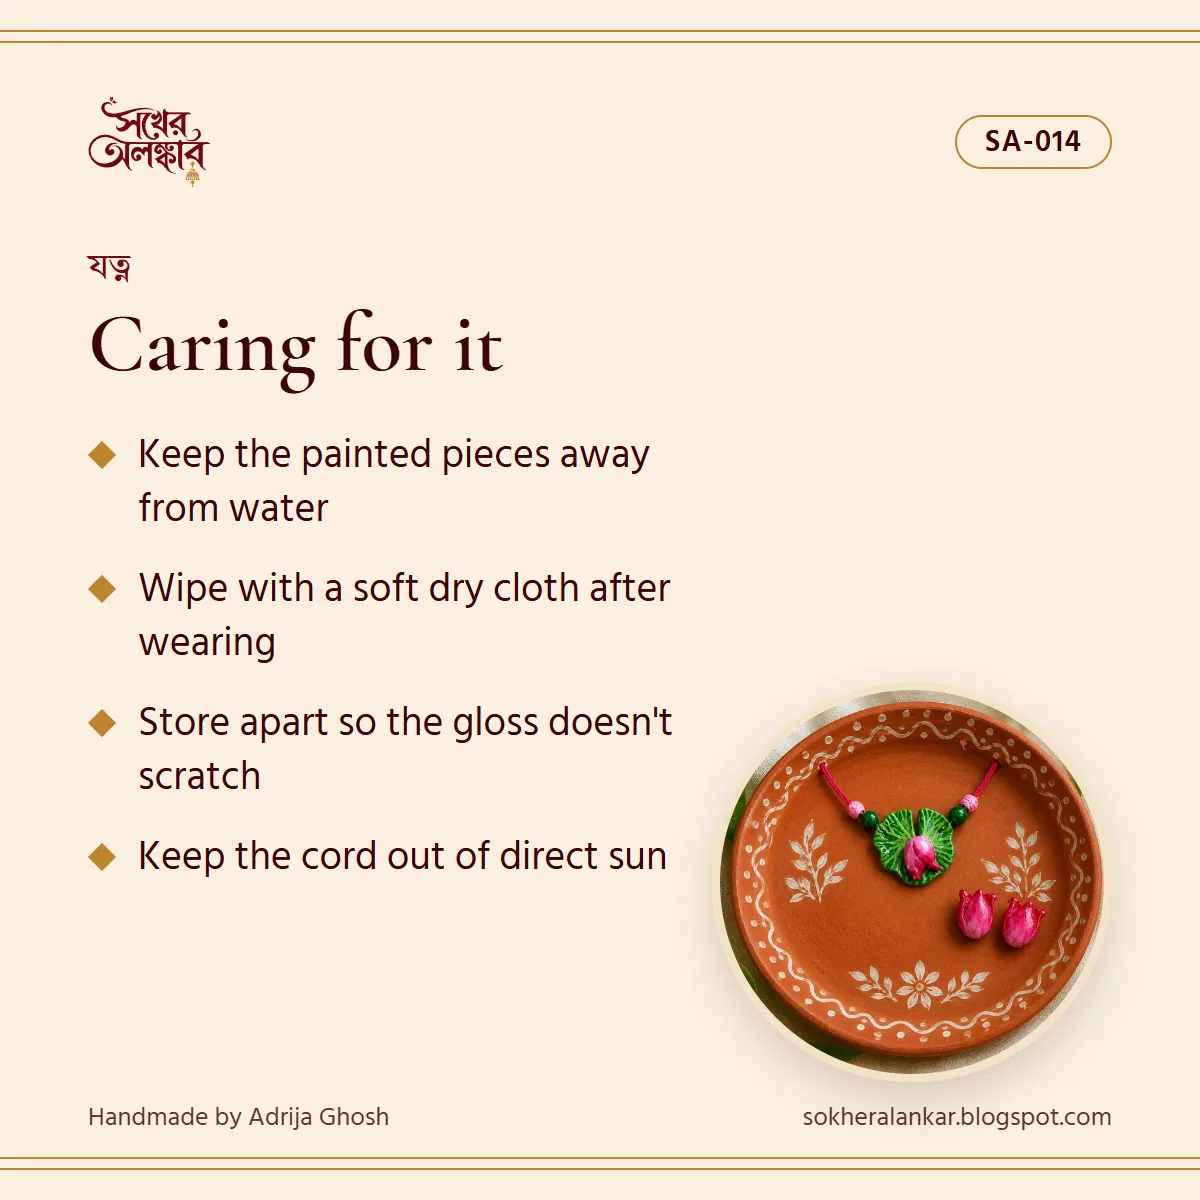 সখের
অলঙ্কার
SA-014
যত্ন
Caring for it
Keep the painted pieces away
from water
Wipe with a soft dry cloth after
wearing
Store apart so the gloss doesn't
scratch
Keep the cord out of direct sun
Handmade by Adrija Ghosh
sokheralankar.blogspot.com